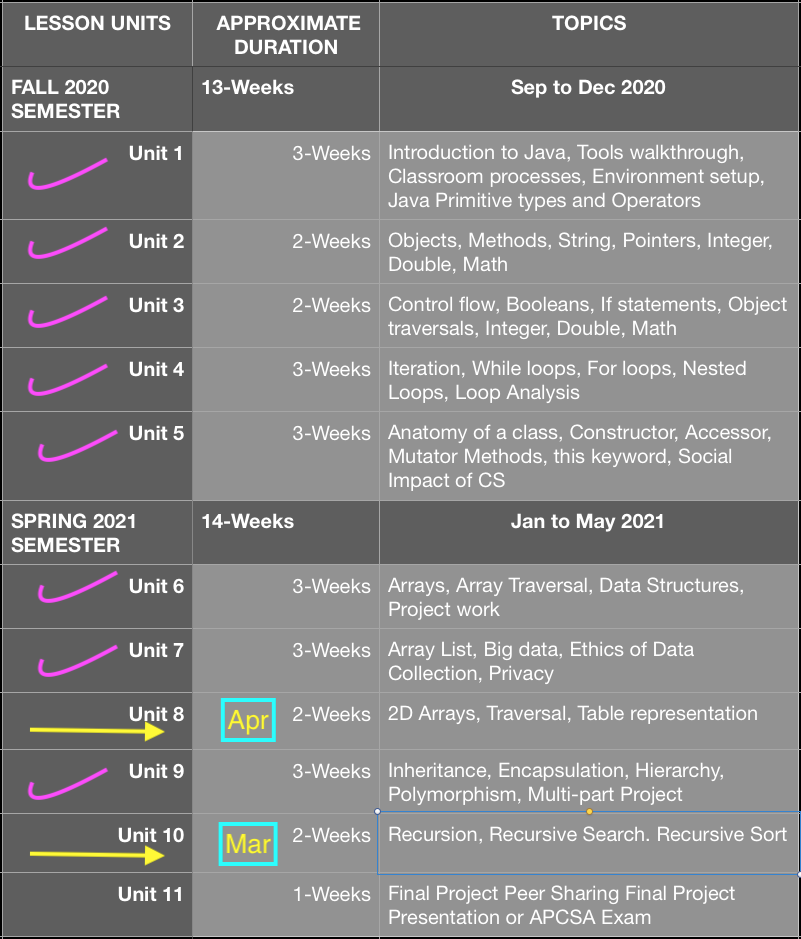 LESSON UNITS
APPROXIMATE
DURATION
TOPICS
FALL 2020
SEMESTER
13-Weeks
Sep to Dec 2020
Unit 1
3-Weeks
Introduction to Java, Tools walkthrough,
Classroom processes, Environment setup,
Java Primitive types and Operators
Unit 2
2-Weeks
Objects, Methods, String, Pointers, Integer,
Double, Math
Unit 3
2-Weeks
Control flow, Booleans, If statements, Object
traversals, Integer, Double, Math
Unit 4
3-Weeks
Iteration, While loops, For loops, Nested
Loops, Loop Analysis
Unit 5
3-Weeks
Anatomy of a class, Constructor, Accessor,
Mutator Methods, this keyword, Social
Impact of CS
SPRING 2021
SEMESTER
14-Weeks
Jan to May 2021
Unit 6
3-Weeks
Arrays, Array Traversal, Data Structures,
Project work
Unit 7
3-Weeks
Array List, Big data, Ethics of Data
Collection, Privacy
Unit 8
Apr
2-Weeks
2D Arrays, Traversal, Table representation
Unit 9
3-Weeks
Inheritance, Encapsulation, Hierarchy,
Polymorphism, Multi-part Project
Unit 10
Mar
2-Weeks
Recursion, Recursive Search. Recursive Sort
Unit 11
1-Weeks
Final Project Peer Sharing Final Project
Presentation or APCSA Exam